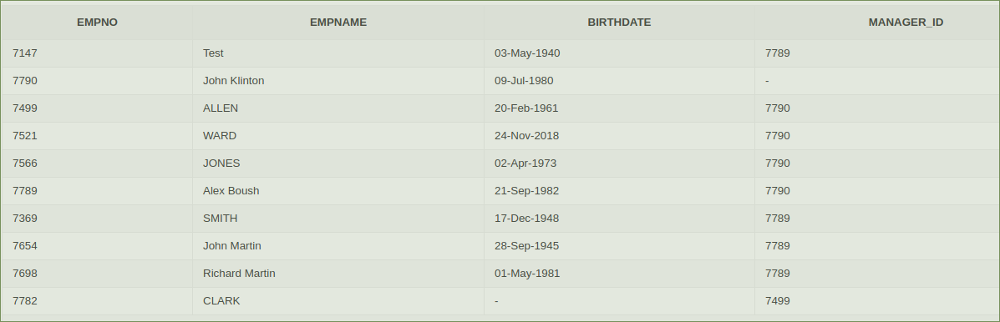 EMPNO EMPNAME BIRTHDATE MANAGER_ID
7147 Test 03-May-1940 7789
7790 John Klinton 09-Jul-1980 -
7499 ALLEN 20-Feb-1961 7790
7521 WARD 24-Nov-2018 7790
7566 JONES 02-Apr-1973 7790
7789 Alex Boush 21-Sep-1982 7790
7369 SMITH 17-Dec-1948 7789
7654 John Martin 28-Sep-1945 7789
7698 Richard Martin 01-May-1981 7789
7782 CLARK - 7499